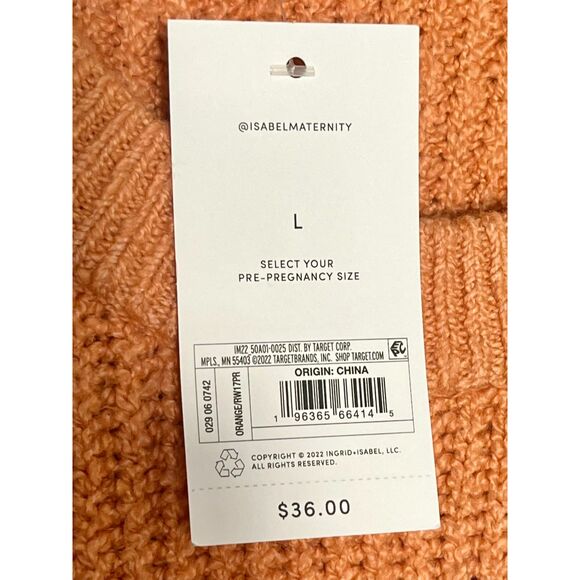 @ISABELMATERNITY
L
SELECT YOUR
PRE-PREGNANCY SIZE
IM22 50A01-0025 DIST. BY TARGET CORP.
MPLS., MN 55403 ©2022 TARGETBRANDS, INC. SHOP TARGET.COM
029 06 0742
ORANGE/RW17PR
ORIGIN: CHINA
1 96365 66414 5
COPYRIGHT © 2022 INGRID+ISABEL, LLC.
ALL RIGHTS RESERVED.
$36.00